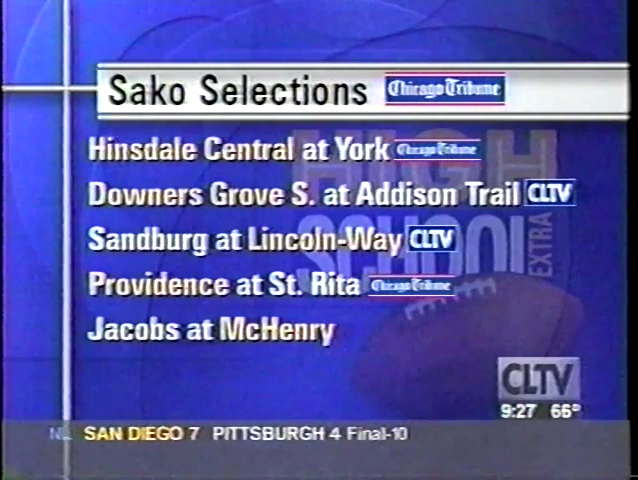 Sako Selections Chicago Tribune
Hinsdale Central at York Chicago Tribune
Downers Grove S. at Addison Trail CLTV
Sandburg at Lincoln-Way CLTV
Providence at St. Rita Chicago Tribune
Jacobs at McHenry
HIGH
SCHOOL
EXTRA
CLTV
9:27 66°
NL SAN DIEGO 7 PITTSBURGH 4 Final-10